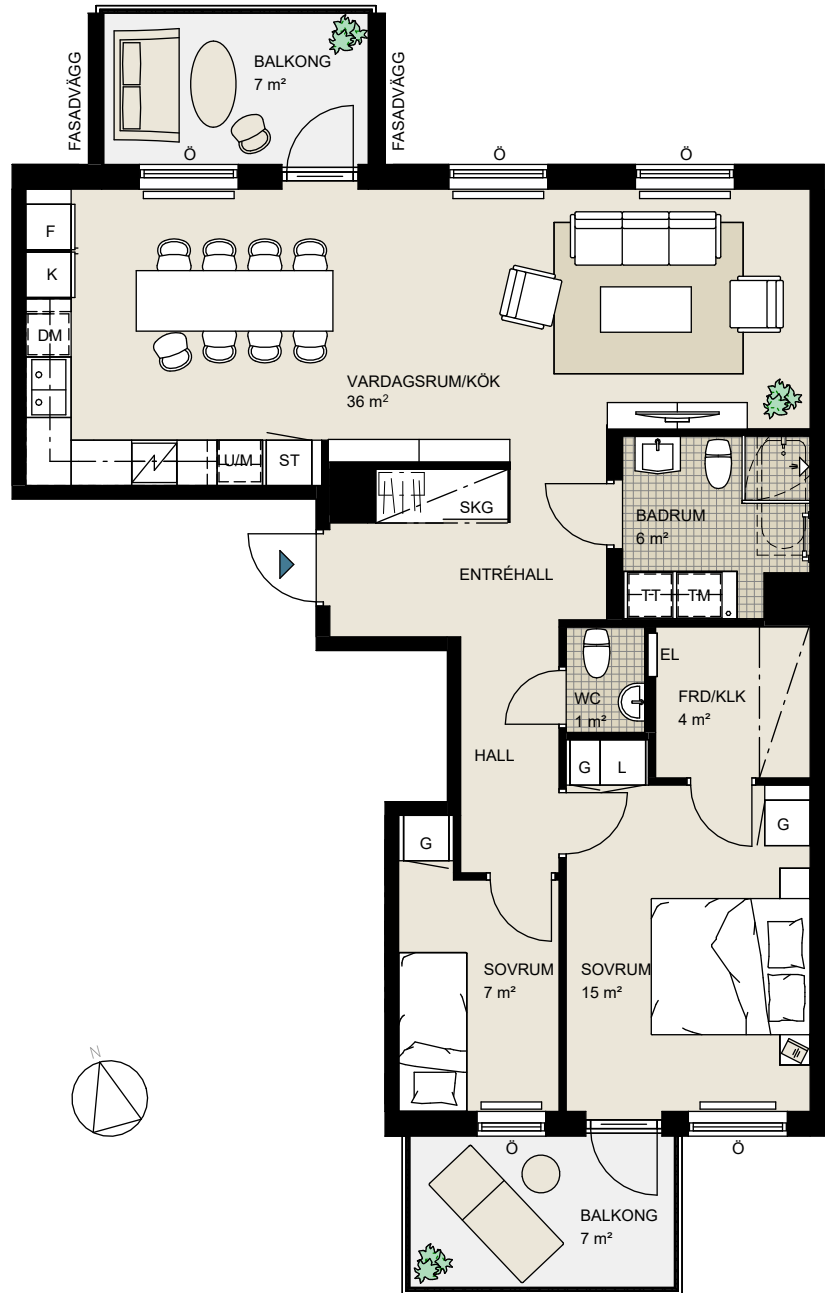 FASADVÄGG
BALKONG
7 m²
FASADVÄGG
Ö
Ö
Ö
F
K
DM
VARDAGSRUM/KÖK
36 m²
U/M
ST
SKG
BADRUM
6 m²
ENTRÉHALL
TT
TM
EL
WC
1 m²
FRD/KLK
4 m²
HALL
G
L
G
G
SOVRUM
7 m²
SOVRUM
15 m²
N
Ö
Ö
BALKONG
7 m²